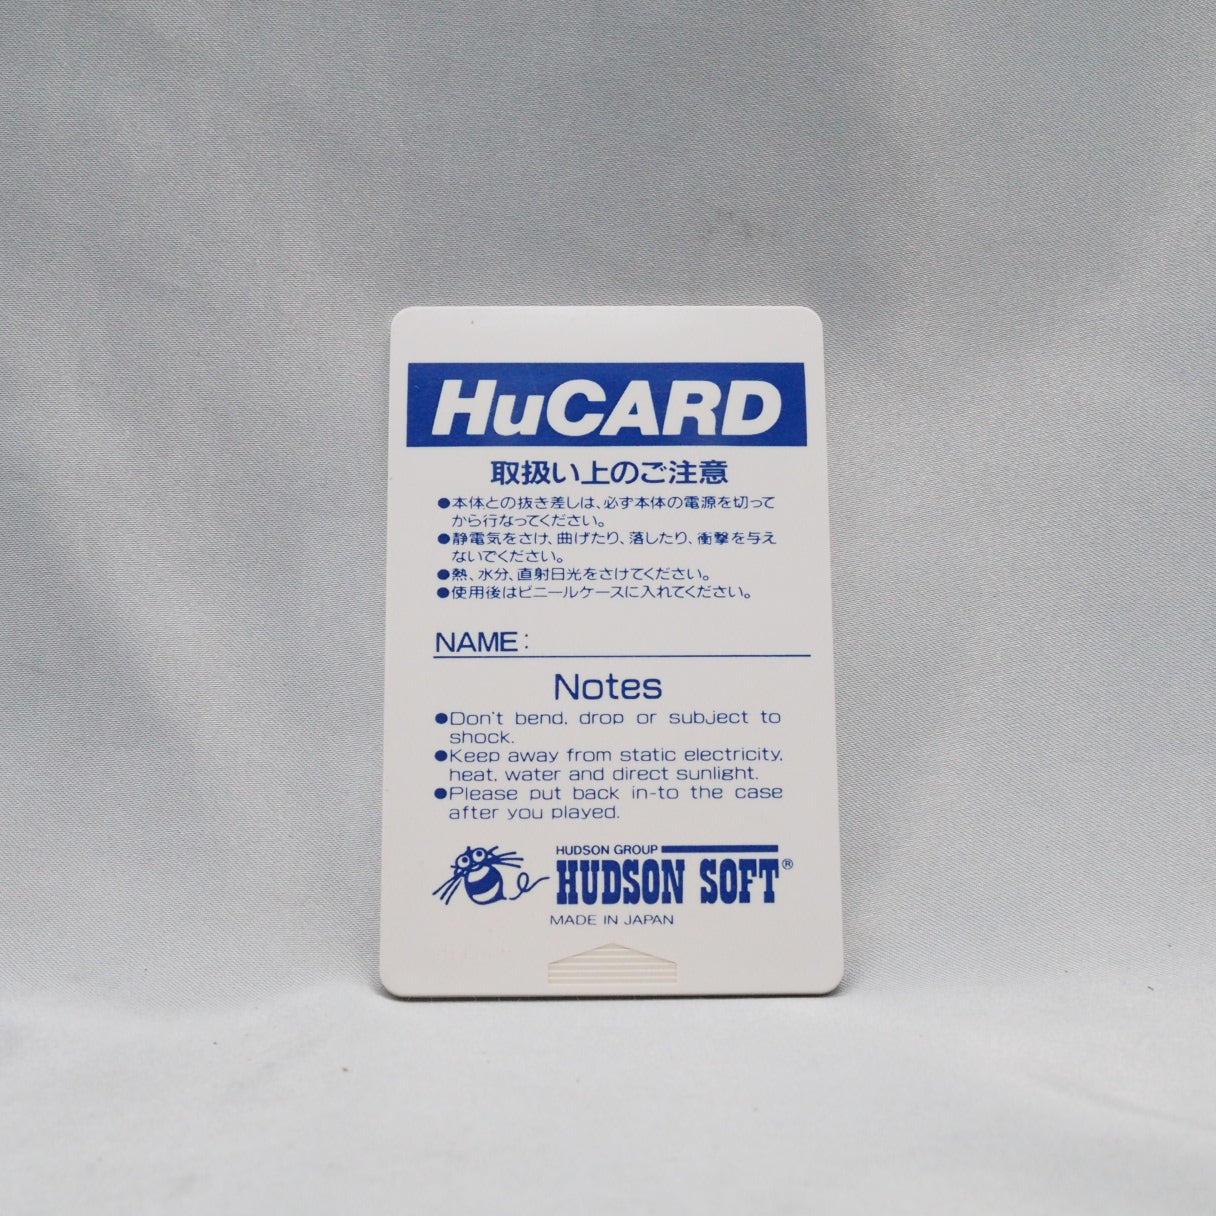 HuCARD
取扱い上のご注意
●本体との抜き差しは、必ず本体の電源を切って
から行なってください。
●静電気をさけ、曲げたり、落したり、衝撃を与え
ないでください。
●熱、水分、直射日光をさけてください。
●使用後はビニールケースに入れてください。
NAME:
Notes
●Don't bend, drop or subject to
shock.
●Keep away from static electricity,
heat, water and direct sunlight.
●Please put back in-to the case
after you played.
HUDSON GROUP
HUDSON SOFT®
MADE IN JAPAN